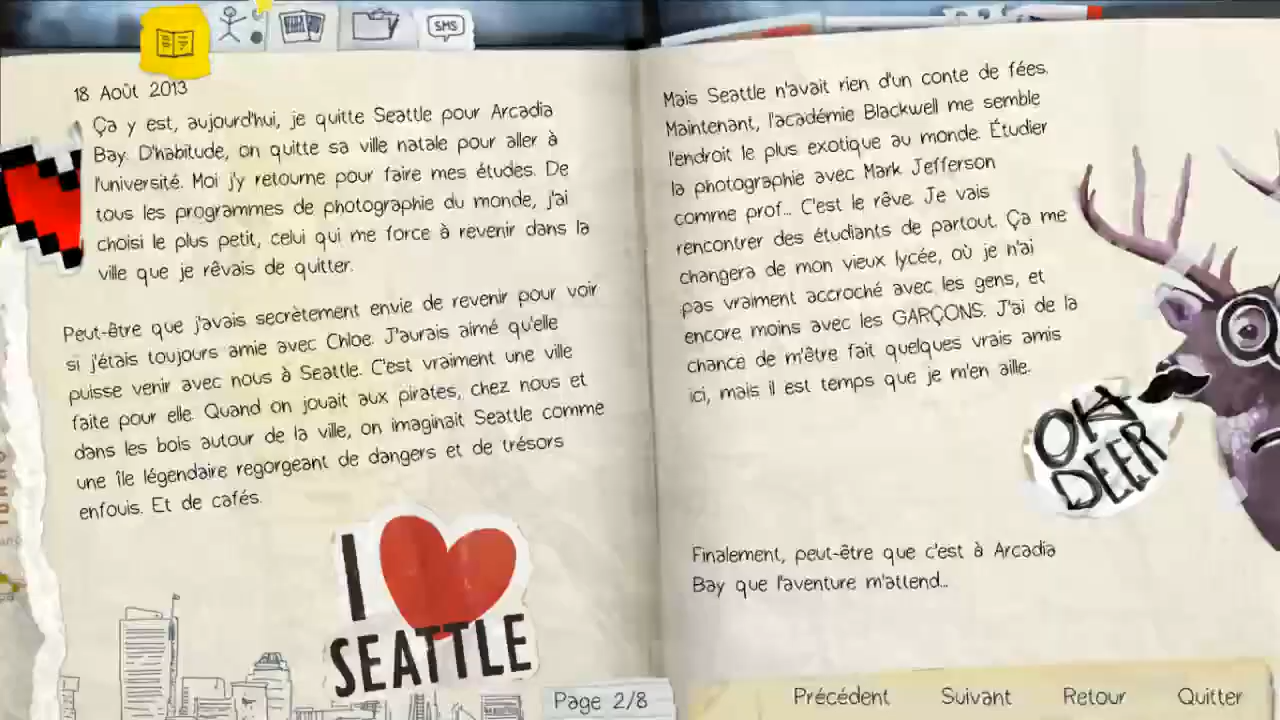 SMS
18 Août 2013
Ça y est, aujourd'hui, je quitte Seattle pour Arcadia
Bay. D'habitude, on quitte sa ville natale pour aller à
l'université. Moi j'y retourne pour faire mes études. De
tous les programmes de photographie du monde, j'ai
choisi le plus petit, celui qui me force à revenir dans la
ville que je rêvais de quitter.
Peut-être que j'avais secrètement envie de revenir pour voir
si j'étais toujours amie avec Chloe. J'aurais aimé qu'elle
puisse venir avec nous à Seattle. C'est vraiment une ville
faite pour elle. Quand on jouait aux pirates, chez nous et
dans les bois autour de la ville, on imaginait Seattle comme
une île légendaire regorgeant de dangers et de trésors
enfouis. Et de cafés.
I
SEATTLE
Mais Seattle n'avait rien d'un conte de fées.
Maintenant, l'académie Blackwell me semble
l'endroit le plus exotique au monde. Étudier
la photographie avec Mark Jefferson
comme prof... C'est le rêve. Je vais
rencontrer des étudiants de partout. Ça me
changera de mon vieux lycée, où je n'ai
pas vraiment accroché avec les gens, et
encore moins avec les GARÇONS. J'ai de la
chance de m'être fait quelques vrais amis
ici, mais il est temps que je m'en aille.
OH
DEER
Finalement, peut-être que c'est à Arcadia
Bay que l'aventure m'attend...
Page 2/8
Précédent Suivant Retour Quitter